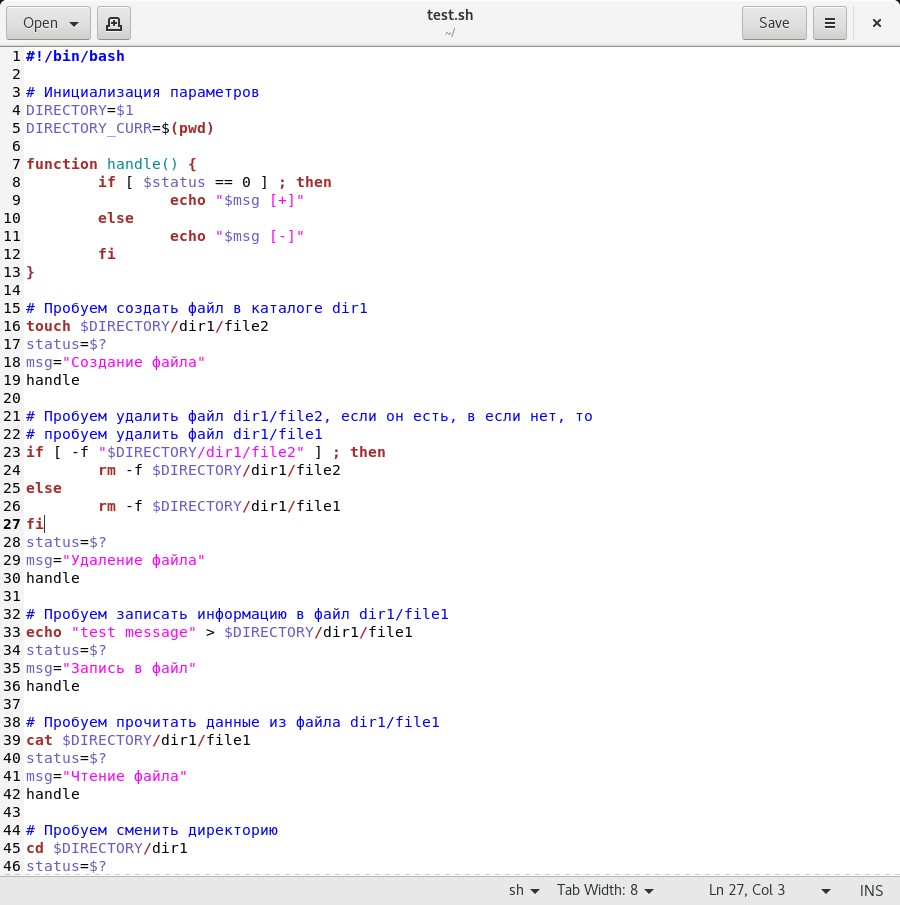 Open
test.sh
~/
Save
1 #!/bin/bash
2
3 # Инициализация параметров
4 DIRECTORY=$1
5 DIRECTORY_CURR=$(pwd)
6
7 function handle() {
8         if [ $status == 0 ] ; then
9                 echo "$msg [+]"
10         else
11                 echo "$msg [-]"
12         fi
13 }
14
15 # Пробуем создать файл в каталоге dir1
16 touch $DIRECTORY/dir1/file2
17 status=$?
18 msg="Создание файла"
19 handle
20
21 # Пробуем удалить файл dir1/file2, если он есть, в если нет, то
22 # пробуем удалить файл dir1/file1
23 if [ -f "$DIRECTORY/dir1/file2" ] ; then
24         rm -f $DIRECTORY/dir1/file2
25 else
26         rm -f $DIRECTORY/dir1/file1
27 fi
28 status=$?
29 msg="Удаление файла"
30 handle
31
32 # Пробуем записать информацию в файл dir1/file1
33 echo "test message" > $DIRECTORY/dir1/file1
34 status=$?
35 msg="Запись в файл"
36 handle
37
38 # Пробуем прочитать данные из файла dir1/file1
39 cat $DIRECTORY/dir1/file1
40 status=$?
41 msg="Чтение файла"
42 handle
43
44 # Пробуем сменить директорию
45 cd $DIRECTORY/dir1
46 status=$?
sh Tab Width: 8 Ln 27, Col 3 INS